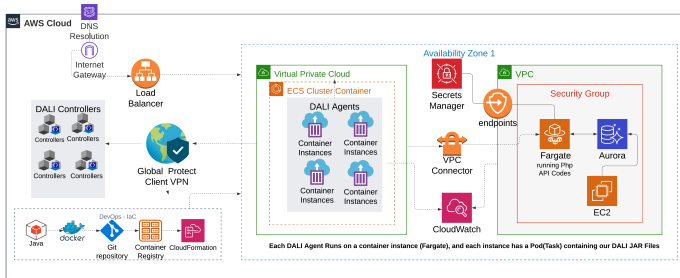 aws
AWS Cloud
DNS
Resolution
Internet
Gateway
Load
Balancer
DALI Controllers
Controllers
Controllers
Controllers
Controllers
Global Protect
Client VPN
DevOps - IaC
Java
docker
Git
repository
Container
Registry
CloudFormation
Availability Zone 1
Virtual Private Cloud
ECS Cluster Container
DALI Agents
Container
Instances
Container
Instances
Container
Instances
Container
Instances
Secrets
Manager
endpoints
VPC
Connector
CloudWatch
VPC
Security Group
Fargate
running Php
API Codes
Aurora
EC2
Each DALI Agent Runs on a container instance (Fargate), and each instance has a Pod(Task) containing our DALI JAR Files